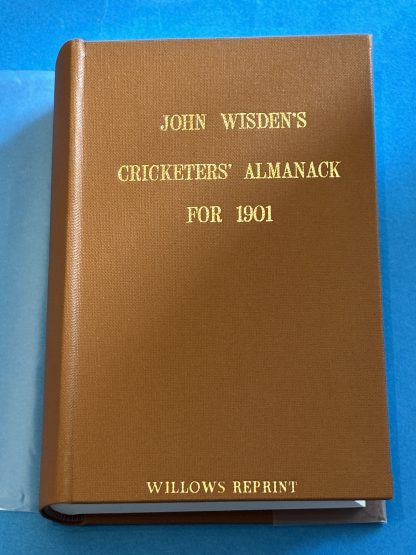 JOHN WISDEN'S
CRICKETERS' ALMANACK
FOR 1901
WILLOWS REPRINT